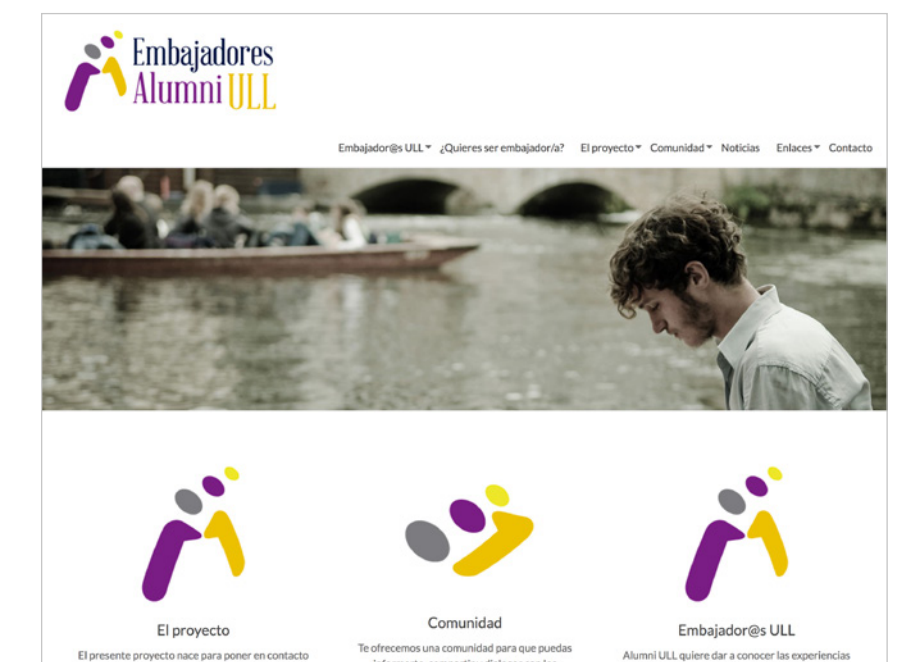 Embajadores
Alumni ULL
Embajador@s ULL ¿Quieres ser embajador/a? El proyecto Comunidad Noticias Enlaces Contacto
El proyecto
El presente proyecto nace para poner en contacto
Comunidad
Te ofrecemos una comunidad para que puedas
Embajador@s ULL
Alumni ULL quiere dar a conocer las experiencias